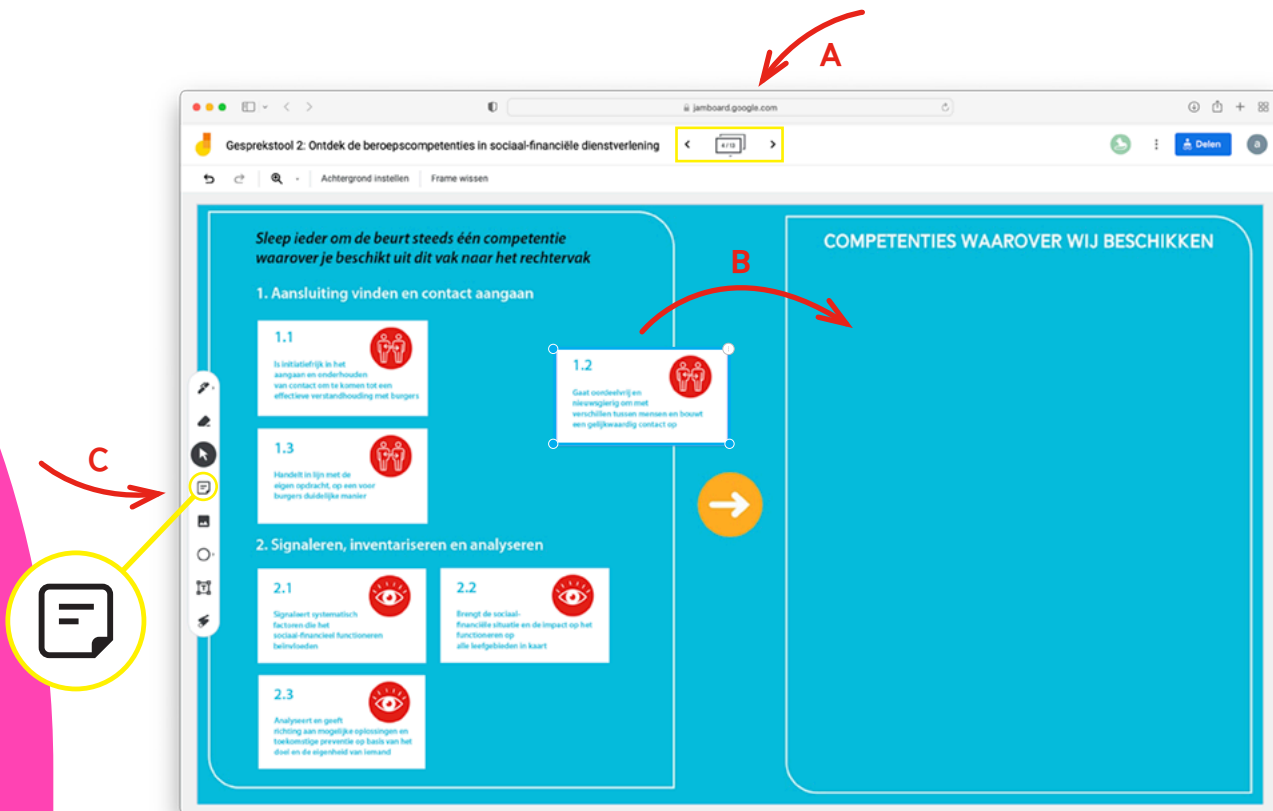 A
jamboard.google.com
Gesprekstool 2: Ontdek de beroepscompetenties in sociaal-financiële dienstverlening
4/13
Delen
a
Achtergrond instellen
Frame wissen
Sleep ieder om de beurt steeds één competentie
waarover je beschikt uit dit vak naar het rechtervak
COMPETENTIES WAAROVER WIJ BESCHIKKEN
B
1. Aansluiting vinden en contact aangaan
1.1
Is initiatiefrijk in het
aangaan en onderhouden
van contact om te komen tot een
effectieve verstandhouding met burgers
1.2
Gaat oordeelvrij en
nieuwsgierig om met
verschillen tussen mensen en bouwt
een gelijkwaardig contact op
1.3
Handelt in lijn met de
eigen opdracht, op een voor
burgers duidelijke manier
C
2. Signaleren, inventariseren en analyseren
2.1
Signaleert systematisch
factoren die het
sociaal-financieel functioneren
beïnvloeden
2.2
Brengt de sociaal-
financiële situatie en de impact op het
functioneren op
alle leefgebieden in kaart
2.3
Analyseert en geeft
richting aan mogelijke oplossingen en
toekomstige preventie op basis van het
doel en de eigenheid van iemand